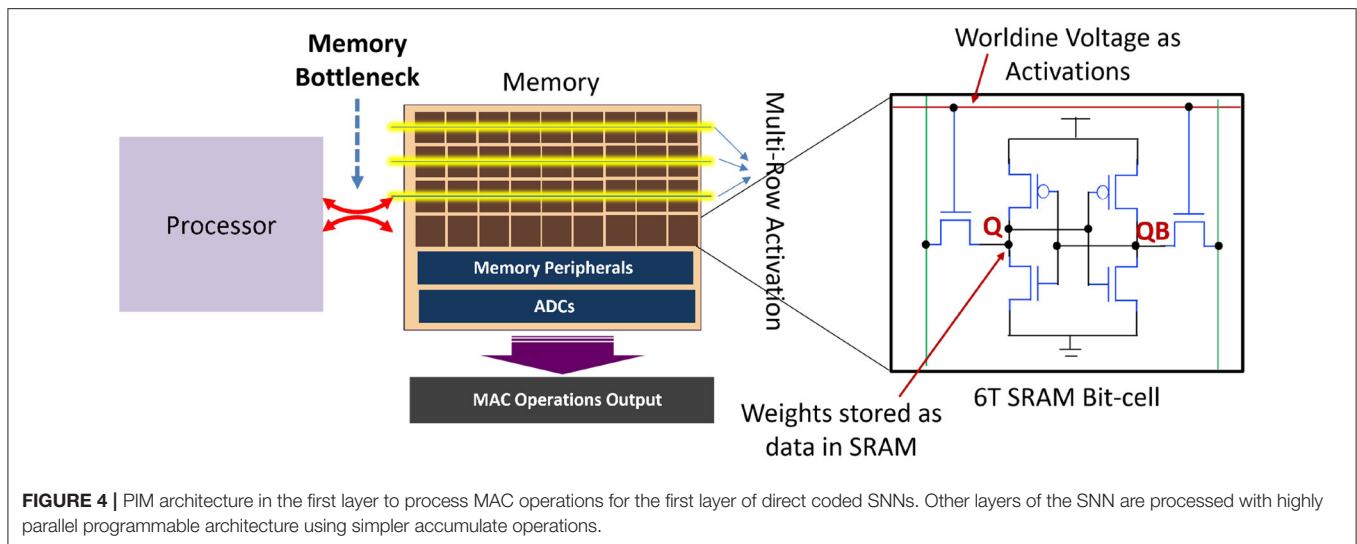 Memory
Bottleneck
Memory
Worldine Voltage as
Activations
Multi-Row Activation
Processor
Q
QB
Memory Peripherals
ADCs
MAC Operations Output
Weights stored as
data in SRAM
6T SRAM Bit-cell
FIGURE 4 | PIM architecture in the first layer to process MAC operations for the first layer of direct coded SNNs. Other layers of the SNN are processed with highly
parallel programmable architecture using simpler accumulate operations.